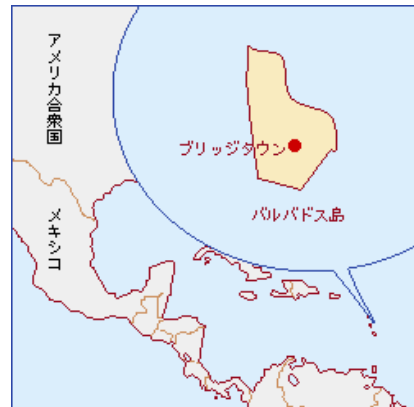 アメリカ合衆国
メキシコ
ブリッジタウン
バルバドス島